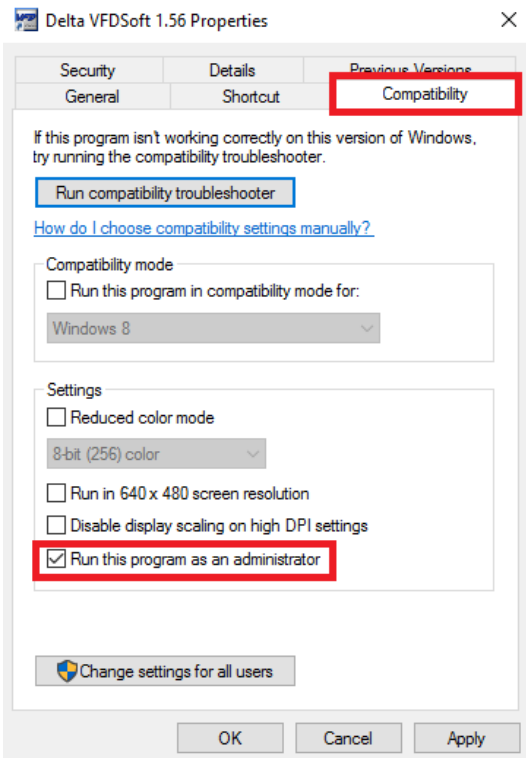 Delta VFDSoft 1.56 Properties
Security Details Previous Versions
General Shortcut Compatibility
If this program isn't working correctly on this version of Windows,
try running the compatibility troubleshooter.
Run compatibility troubleshooter
How do I choose compatibility settings manually?
Compatibility mode
Run this program in compatibility mode for:
Windows 8
Settings
Reduced color mode
8-bit (256) color
Run in 640 x 480 screen resolution
Disable display scaling on high DPI settings
Run this program as an administrator
Change settings for all users
OK Cancel Apply